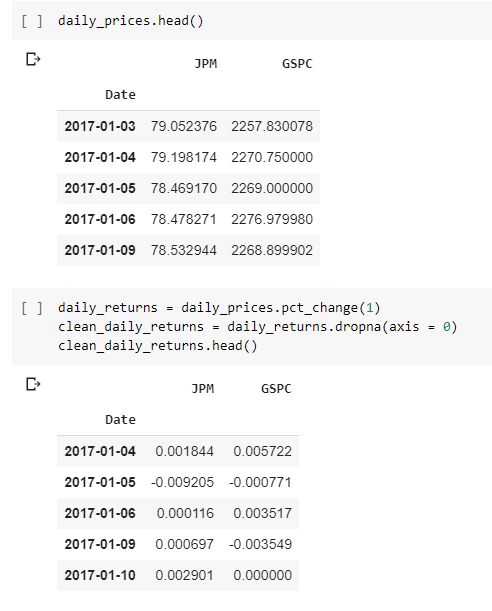 [ ] daily_prices.head()
JPM GSPC
Date
2017-01-03 79.052376 2257.830078
2017-01-04 79.198174 2270.750000
2017-01-05 78.469170 2269.000000
2017-01-06 78.478271 2276.979980
2017-01-09 78.532944 2268.899902
[ ] daily_returns = daily_prices.pct_change(1)
clean_daily_returns = daily_returns.dropna(axis = 0)
clean_daily_returns.head()
JPM GSPC
Date
2017-01-04 0.001844 0.005722
2017-01-05 -0.009205 -0.000771
2017-01-06 0.000116 0.003517
2017-01-09 0.000697 -0.003549
2017-01-10 0.002901 0.000000